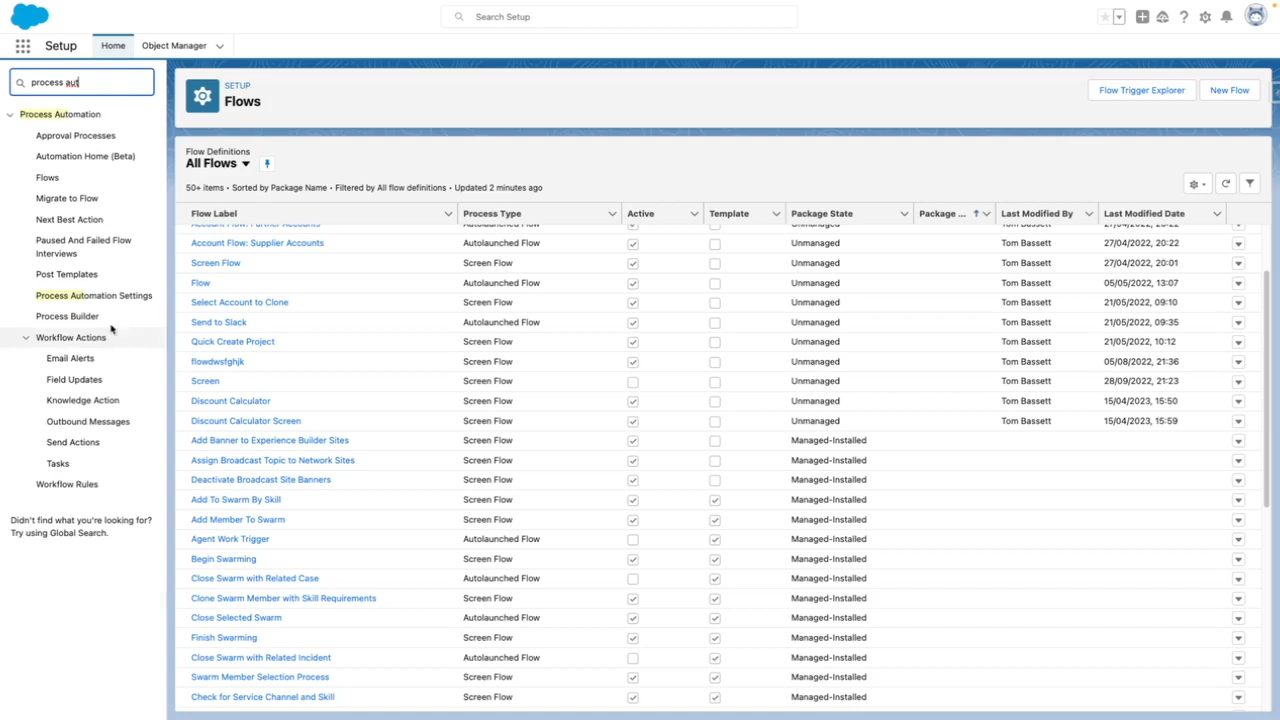 Search Setup
Setup
Home
Object Manager
process aut
Process Automation
Approval Processes
Automation Home (Beta)
Flows
Migrate to Flow
Next Best Action
Paused And Failed Flow
Interviews
Post Templates
Process Automation Settings
Process Builder
Workflow Actions
Email Alerts
Field Updates
Knowledge Action
Outbound Messages
Send Actions
Tasks
Workflow Rules
Didn't find what you're looking for?
Try using Global Search.
SETUP
Flows
Flow Trigger Explorer
New Flow
Flow Definitions
All Flows
50+ items • Sorted by Package Name • Filtered by All flow definitions • Updated 2 minutes ago
Flow Label Process Type Active Template Package State Package ... Last Modified By Last Modified Date
Account Flow: Partner Accounts Autolaunched Flow Unmanaged Tom Bassett 27/04/2022, 20:22
Account Flow: Supplier Accounts Autolaunched Flow Unmanaged Tom Bassett 27/04/2022, 20:22
Screen Flow Screen Flow Unmanaged Tom Bassett 27/04/2022, 20:01
Flow Autolaunched Flow Unmanaged Tom Bassett 05/05/2022, 13:07
Select Account to Clone Screen Flow Unmanaged Tom Bassett 21/05/2022, 09:10
Send to Slack Autolaunched Flow Unmanaged Tom Bassett 21/05/2022, 09:35
Quick Create Project Screen Flow Unmanaged Tom Bassett 21/05/2022, 10:12
flowdwsfghjk Screen Flow Unmanaged Tom Bassett 05/08/2022, 21:36
Screen Screen Flow Unmanaged Tom Bassett 28/09/2022, 21:23
Discount Calculator Screen Flow Unmanaged Tom Bassett 15/04/2023, 15:50
Discount Calculator Screen Screen Flow Unmanaged Tom Bassett 15/04/2023, 15:59
Add Banner to Experience Builder Sites Screen Flow Managed-Installed
Assign Broadcast Topic to Network Sites Screen Flow Managed-Installed
Deactivate Broadcast Site Banners Screen Flow Managed-Installed
Add To Swarm By Skill Screen Flow Managed-Installed
Add Member To Swarm Screen Flow Managed-Installed
Agent Work Trigger Autolaunched Flow Managed-Installed
Begin Swarming Screen Flow Managed-Installed
Close Swarm with Related Case Autolaunched Flow Managed-Installed
Clone Swarm Member with Skill Requirements Screen Flow Managed-Installed
Close Selected Swarm Autolaunched Flow Managed-Installed
Finish Swarming Screen Flow Managed-Installed
Close Swarm with Related Incident Autolaunched Flow Managed-Installed
Swarm Member Selection Process Screen Flow Managed-Installed
Check for Service Channel and Skill Screen Flow Managed-Installed